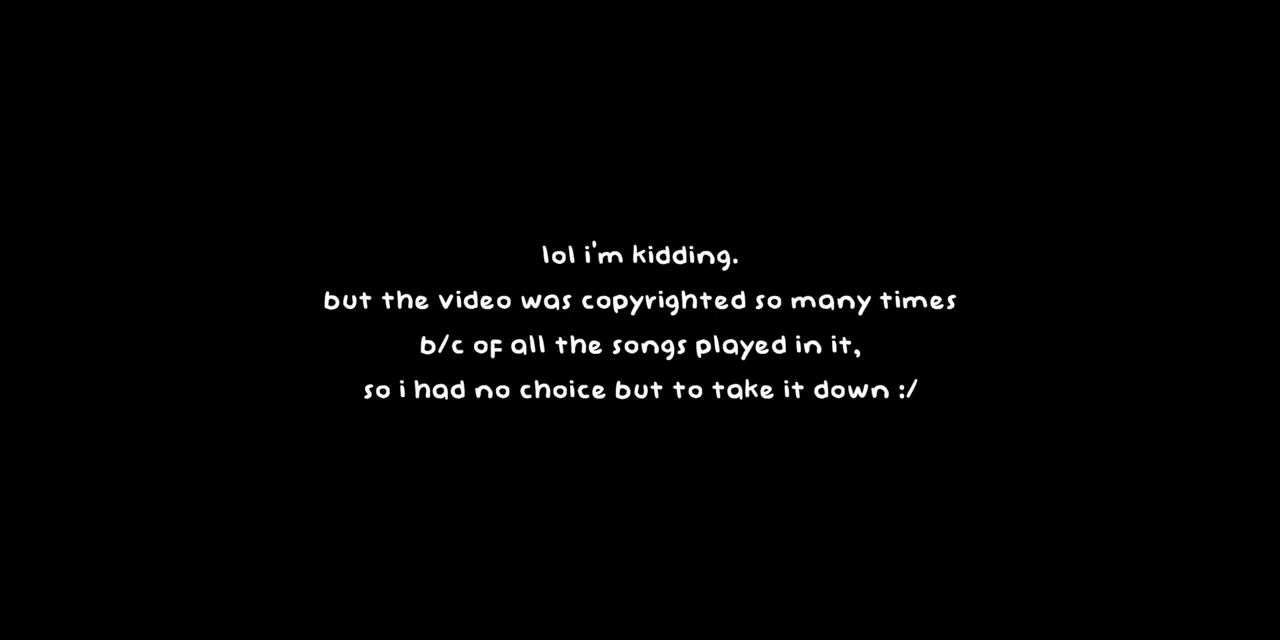 lol i'm kidding.
but the video was copyrighted so many times
b/c of all the songs played in it,
so i had no choice but to take it down :/